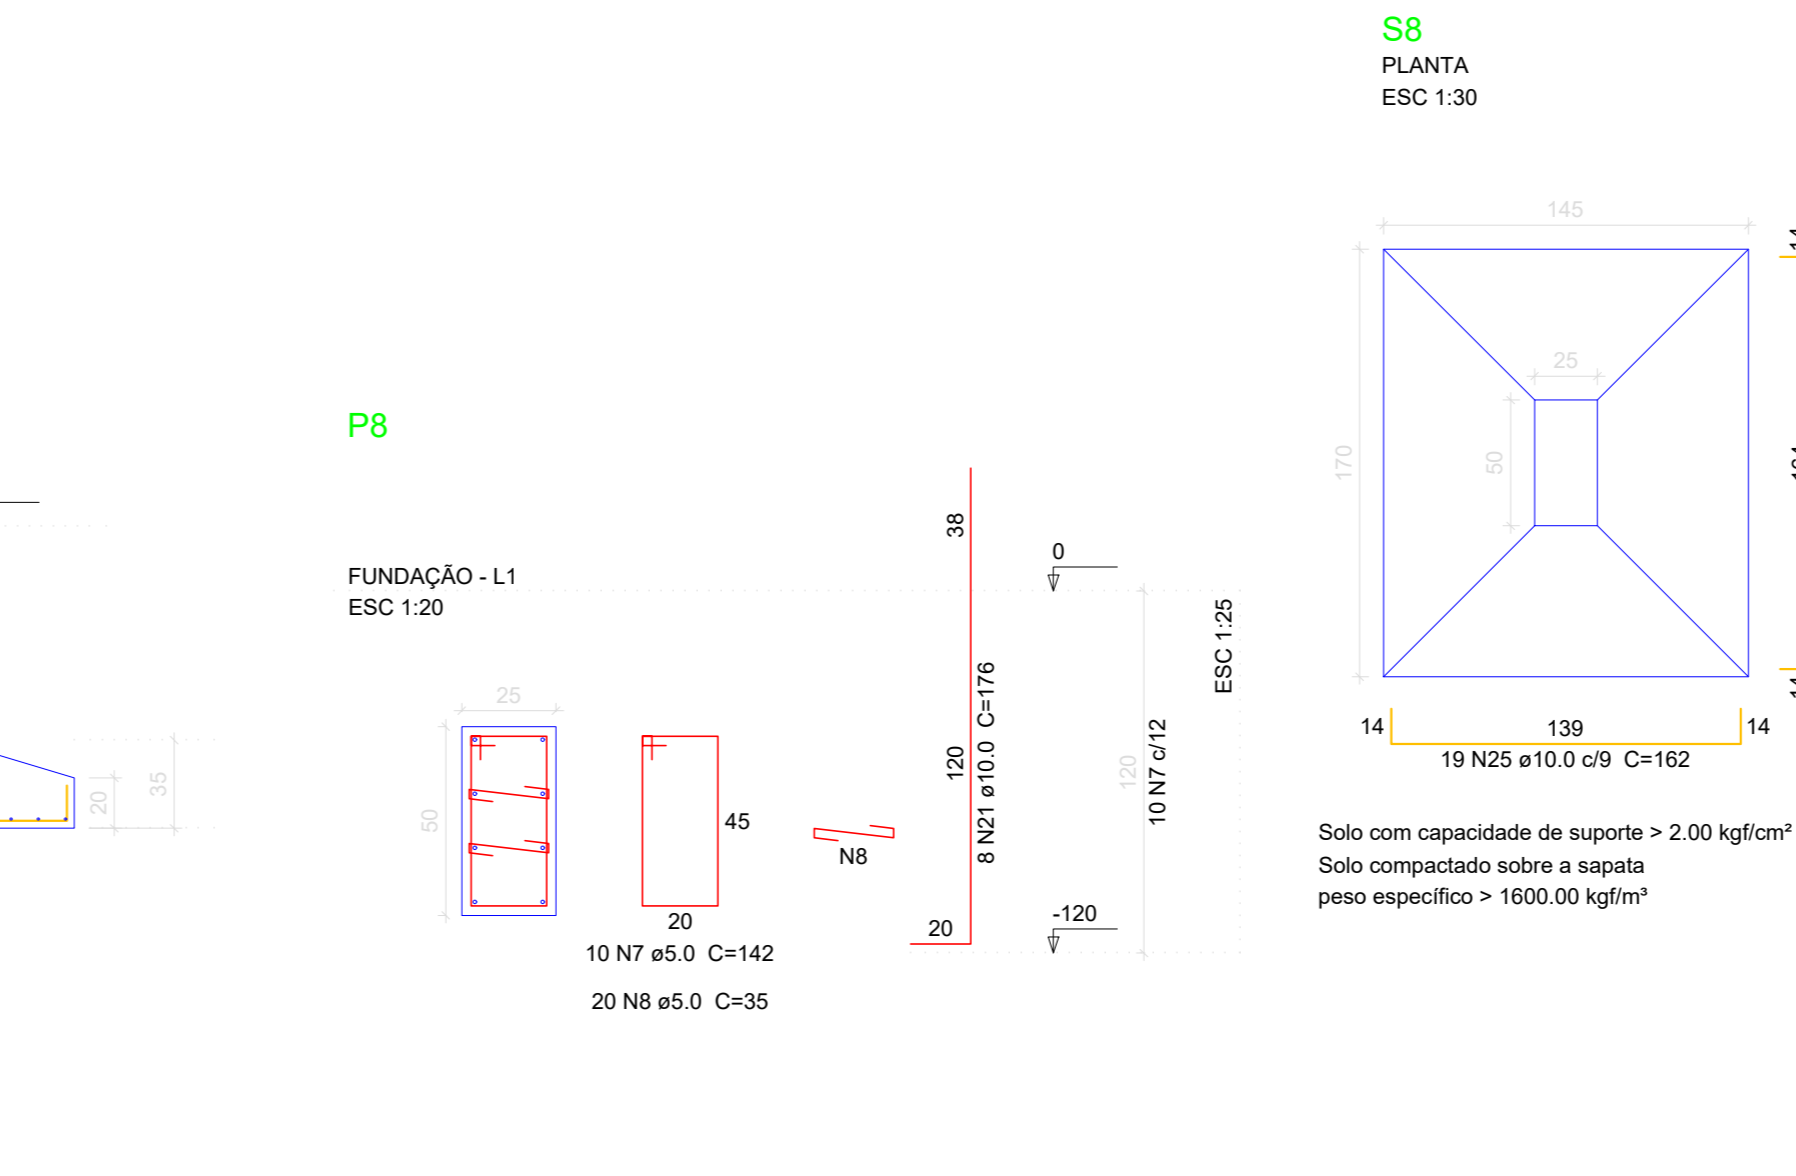 S8
PLANTA
ESC 1:30
145
25
50
170
14
139
14
19 N25 ø10.0 c/9 C=162
Solo com capacidade de suporte > 2.00 kgf/cm²
Solo compactado sobre a sapata
peso específico > 1600.00 kgf/m³
P8
FUNDAÇÃO - L1
ESC 1:20
25
50
45
20
10 N7 ø5.0 C=142
20 N8 ø5.0 C=35
N8
38
120
8 N21 ø10.0 C=176
20
0
-120
120
10 N7 c/12
ESC 1:25
20
35